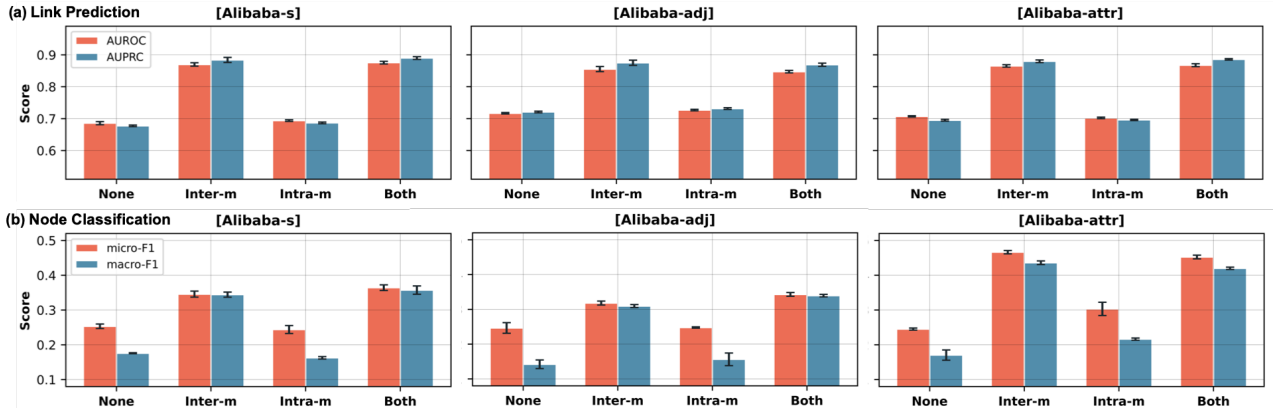 (a) Link Prediction [Alibaba-s] [Alibaba-adj] [Alibaba-attr]
AUROC
AUPRC
Score
0.9
0.8
0.7
0.6
None Inter-m Intra-m Both None Inter-m Intra-m Both None Inter-m Intra-m Both
(b) Node Classification [Alibaba-s] [Alibaba-adj] [Alibaba-attr]
micro-F1
macro-F1
Score
0.5
0.4
0.3
0.2
0.1
None Inter-m Intra-m Both None Inter-m Intra-m Both None Inter-m Intra-m Both